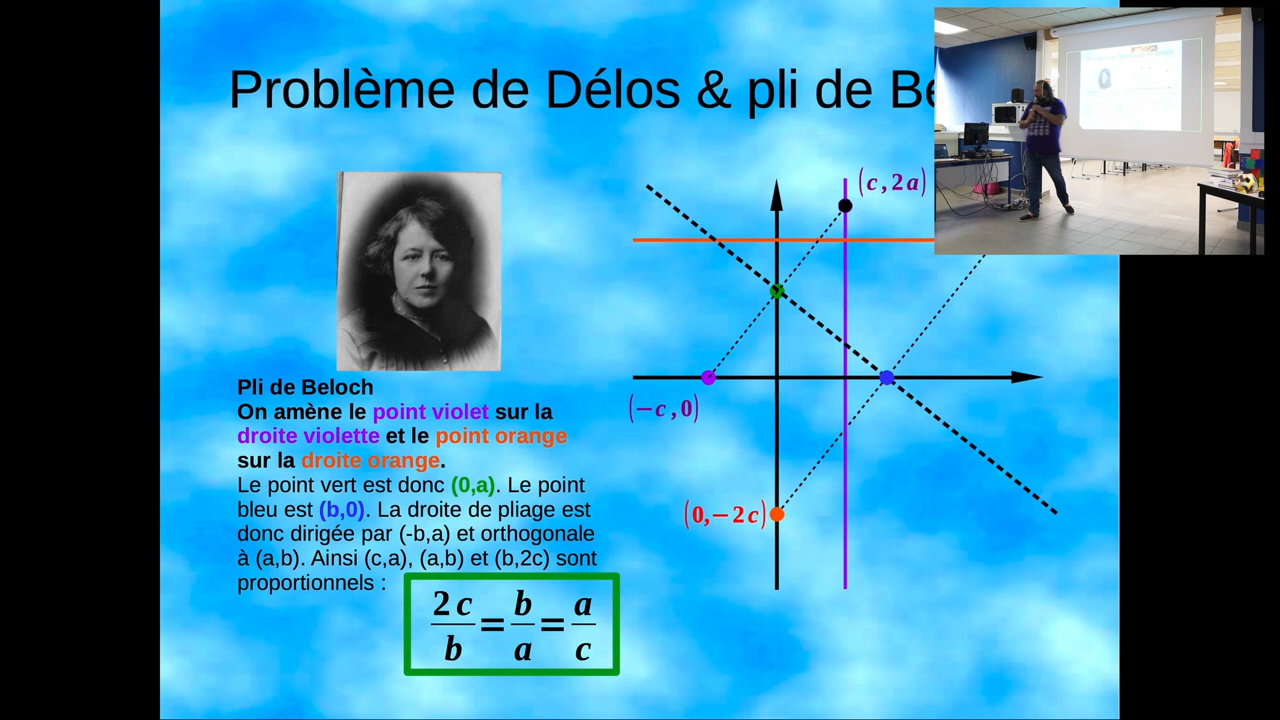 Problème de Délos & pli de Be
(c,2a)
(−c,0)
(0,−2c)
Pli de Beloch
On amène le point violet sur la
droite violette et le point orange
sur la droite orange.
Le point vert est donc (0,a). Le point
bleu est (b,0). La droite de pliage est
donc dirigée par (-b,a) et orthogonale
à (a,b). Ainsi (c,a), (a,b) et (b,2c) sont
proportionnels :
2c/b = b/a = a/c